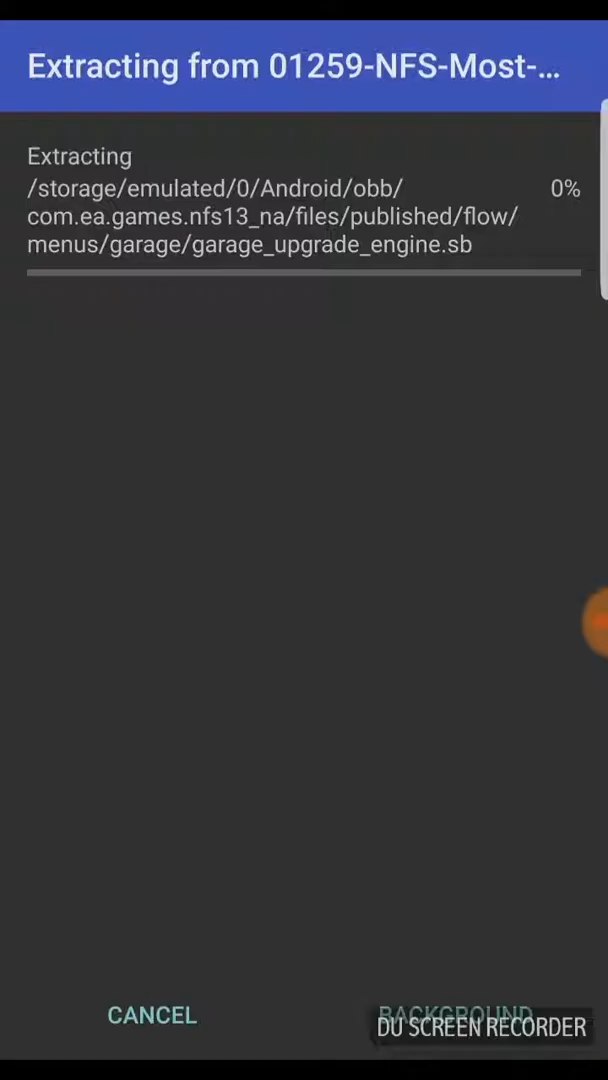 Extracting from 01259-NFS-Most-...
Extracting
/storage/emulated/0/Android/obb/ 0%
com.ea.games.nfs13_na/files/published/flow/
menus/garage/garage_upgrade_engine.sb
CANCEL BACKGROUND
DU SCREEN RECORDER